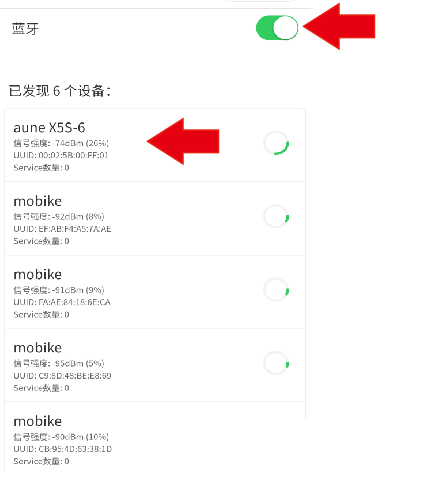 蓝牙
已发现 6 个设备:
aune X5S-6
信号强度: -74dBm (26%)
UUID: 00:02:5B:00:FF:01
Service数量: 0
mobike
信号强度: -92dBm (8%)
UUID: EF:AB:F4:A5:7A:AE
Service数量: 0
mobike
信号强度: -91dBm (9%)
UUID: FA:AE:84:18:6E:CA
Service数量: 0
mobike
信号强度: -95dBm (5%)
UUID: C9:8D:48:BE:E8:69
Service数量: 0
mobike
信号强度: -90dBm (10%)
UUID: CB:95:4D:63:38:1D
Service数量: 0